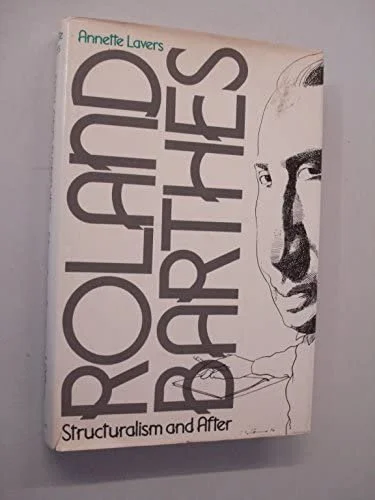 Annette Lavers
ROLAND
BARTHES
Structuralism and After